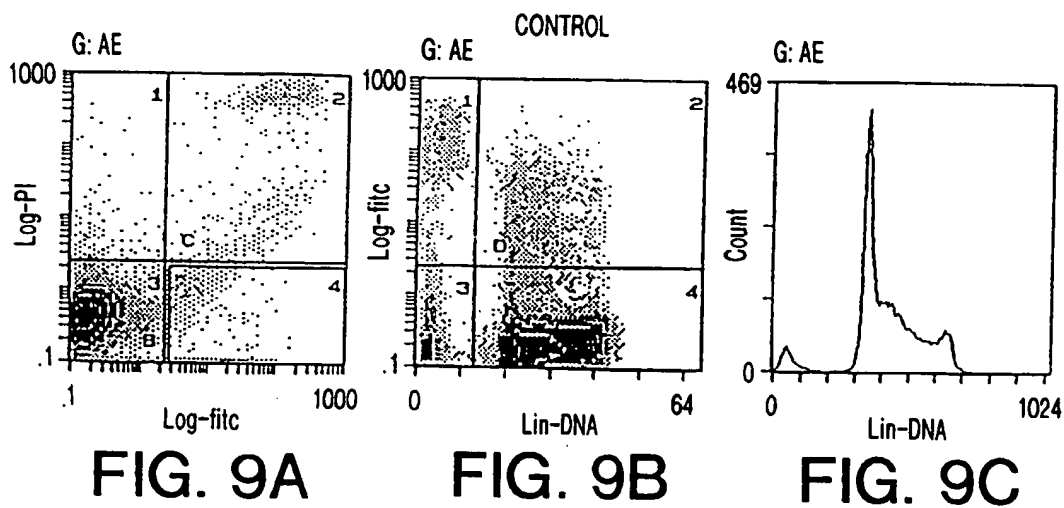 CONTROL
G: AE
1000
1
2
C
3
4
B
.1
.1
1000
Log-PI
Log-fitc
FIG. 9A
G: AE
1000
1
2
D
3
4
.1
0
64
Log-fitc
Lin-DNA
FIG. 9B
G: AE
469
0
0
1024
Count
Lin-DNA
FIG. 9C